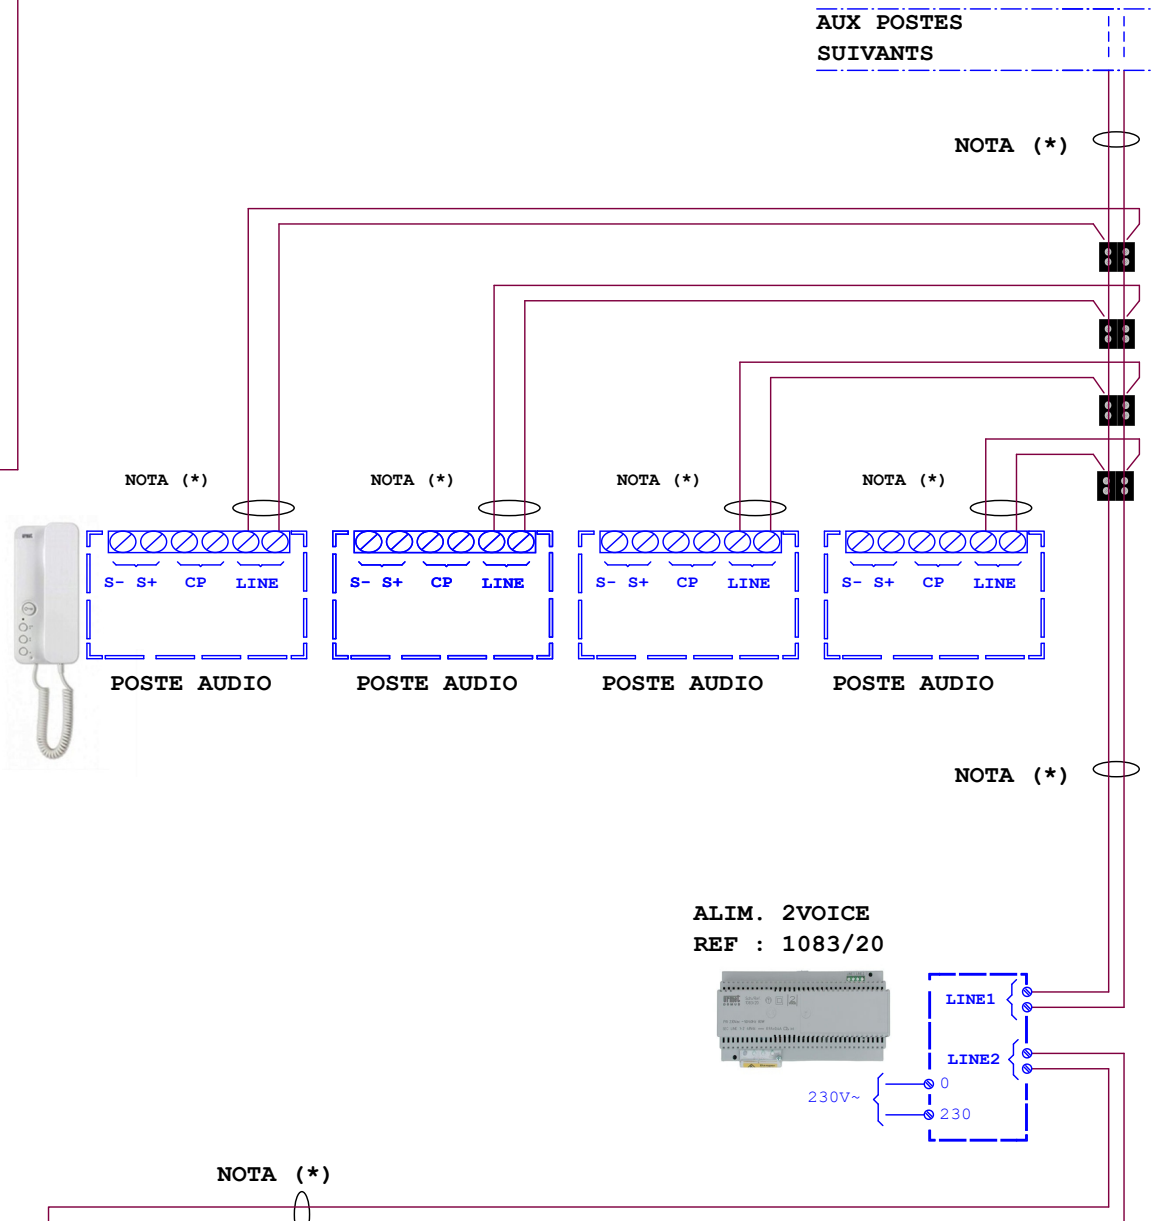 AUX POSTES
SUIVANTS
NOTA (*)
NOTA (*) NOTA (*) NOTA (*) NOTA (*)
S- S+ CP LINE S- S+ CP LINE S- S+ CP LINE S- S+ CP LINE
POSTE AUDIO POSTE AUDIO POSTE AUDIO POSTE AUDIO
NOTA (*)
ALIM. 2VOICE
REF : 1083/20
LINE1
LINE2
0
230V~
230
NOTA (*)